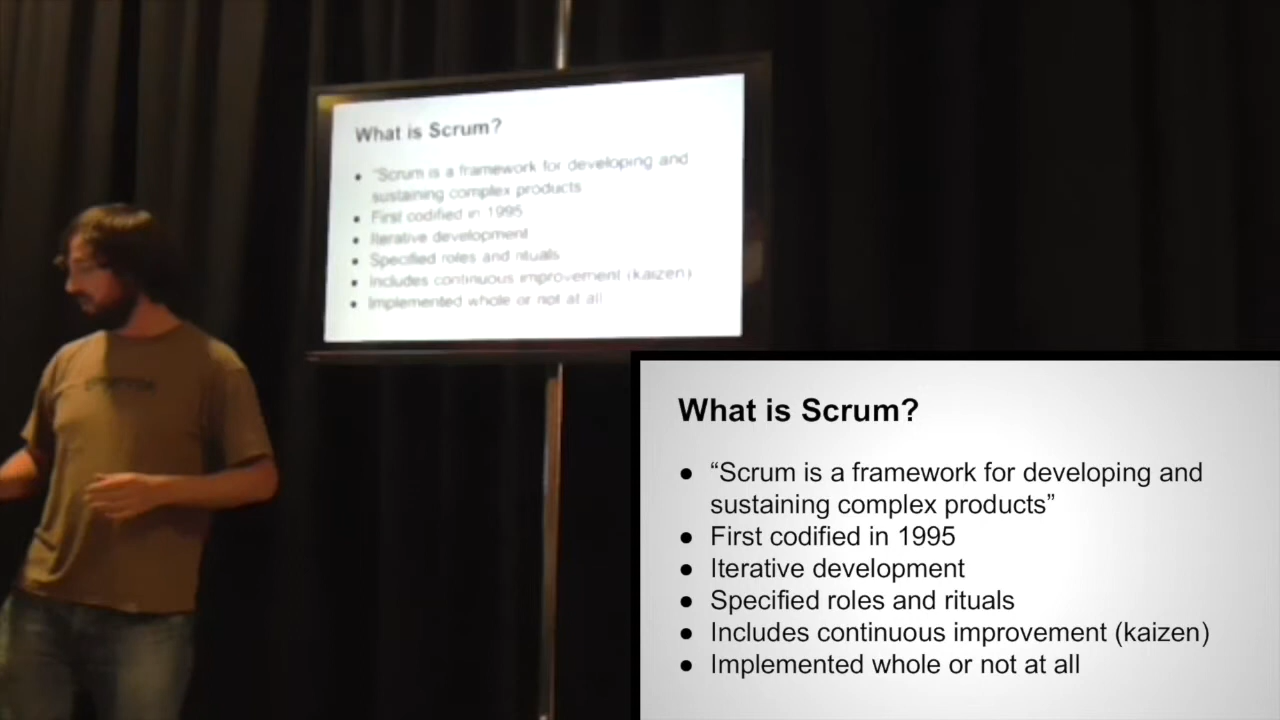 What is Scrum?
● "Scrum is a framework for developing and
sustaining complex products
● First codified in 1995
● Iterative development
● Specified roles and rituals
● Includes continuous improvement (kaizen)
● Implemented whole or not at all
What is Scrum?
● “Scrum is a framework for developing and
sustaining complex products”
● First codified in 1995
● Iterative development
● Specified roles and rituals
● Includes continuous improvement (kaizen)
● Implemented whole or not at all